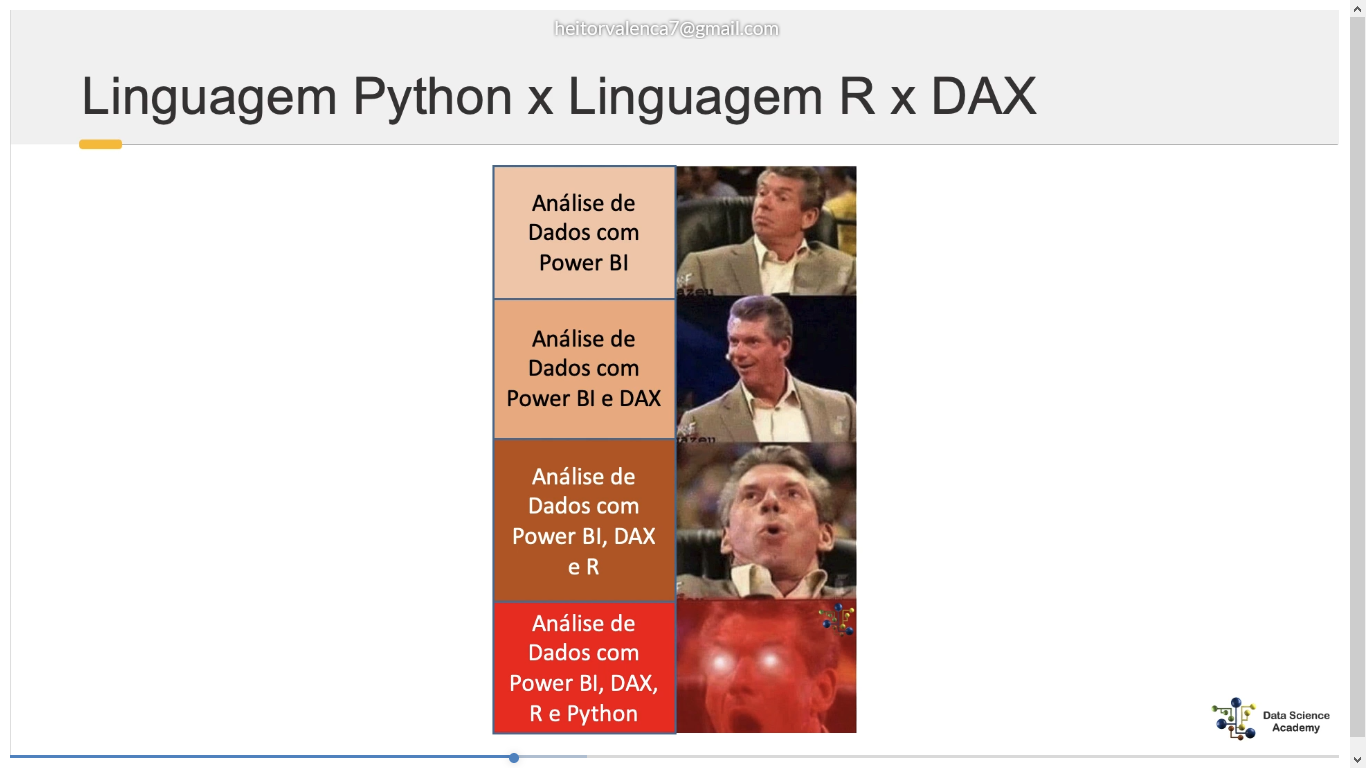 heitorvalenca7@gmail.com
Linguagem Python x Linguagem R x DAX
Análise de
Dados com
Power BI
Análise de
Dados com
Power BI e DAX
Análise de
Dados com
Power BI, DAX
e R
Análise de
Dados com
Power BI, DAX,
R e Python
Data Science
Academy